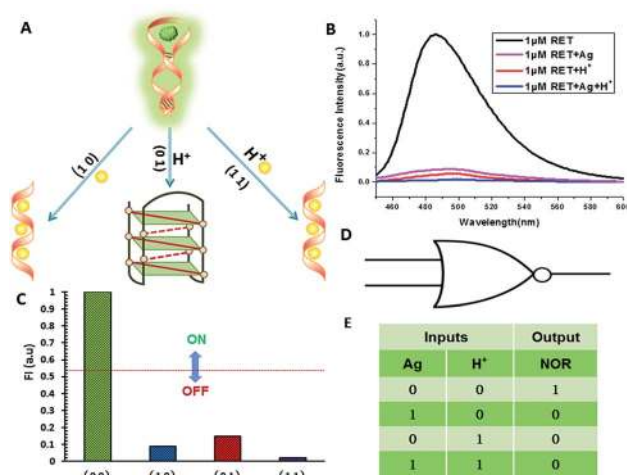 A
(1 0)
H⁺
(0 1)
H⁺
(1 1)
B
Fluorescence Intensity (a.u.)
1.0
0.8
0.6
0.4
0.2
0.0
1μM RET
1μM RET+Ag
1μM RET+H⁺
1μM RET+Ag+H⁺
460 480 500 520 540 560 580 600
Wavelength(nm)
C
FI (a.u)
1
0.9
0.8
0.7
0.6
0.5
0.4
0.3
0.2
0.1
0
ON
OFF
(0,0) (1,0) (0,1) (1,1)
D
E
Inputs Output
Ag H⁺ NOR
0 0 1
1 0 0
0 1 0
1 1 0